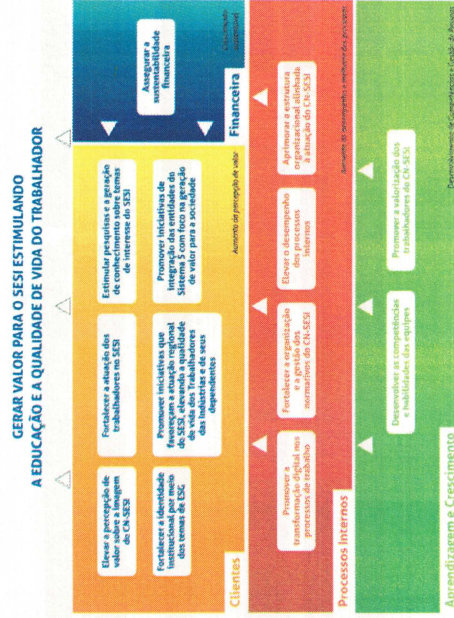 GERAR VALOR PARA O SESI ESTIMULANDO
A EDUCAÇÃO E A QUALIDADE DE VIDA DO TRABALHADOR
Elevar a percepção de
valor sobre a imagem
do CN-SESI
Fortalecer a atuação dos
trabalhadores no SESI
Estimular pesquisas e a geração
de conhecimento sobre temas
de interesse do SESI
Fortalecer a identidade
institucional por meio
dos temas de ESG
Promover iniciativas que
favoreçam a atuação regional
do SESI, elevando a qualidade
de vida dos Trabalhadores
das indústrias e de seus
dependentes
Promover iniciativas de
integração das entidades do
Sistema S com foco na geração
de valor para a sociedade
Clientes
Aumento da percepção de valor
Assegurar a
sustentabilidade
financeira
Financeira
Promover a
transformação digital nos
processos de trabalho
Fortalecer a organização
e a gestão dos
normativos do CN-SESI
Elevar o desempenho
dos processos
internos
Aprimorar a estrutura
organizacional alinhada
à atuação do CN-SESI
Processos Internos
Aumento do desempenho e melhoria dos processos
Desenvolver as competências
e habilidades das equipes
Promover a valorização dos
trabalhadores do CN-SESI
Aprendizagem e Crescimento